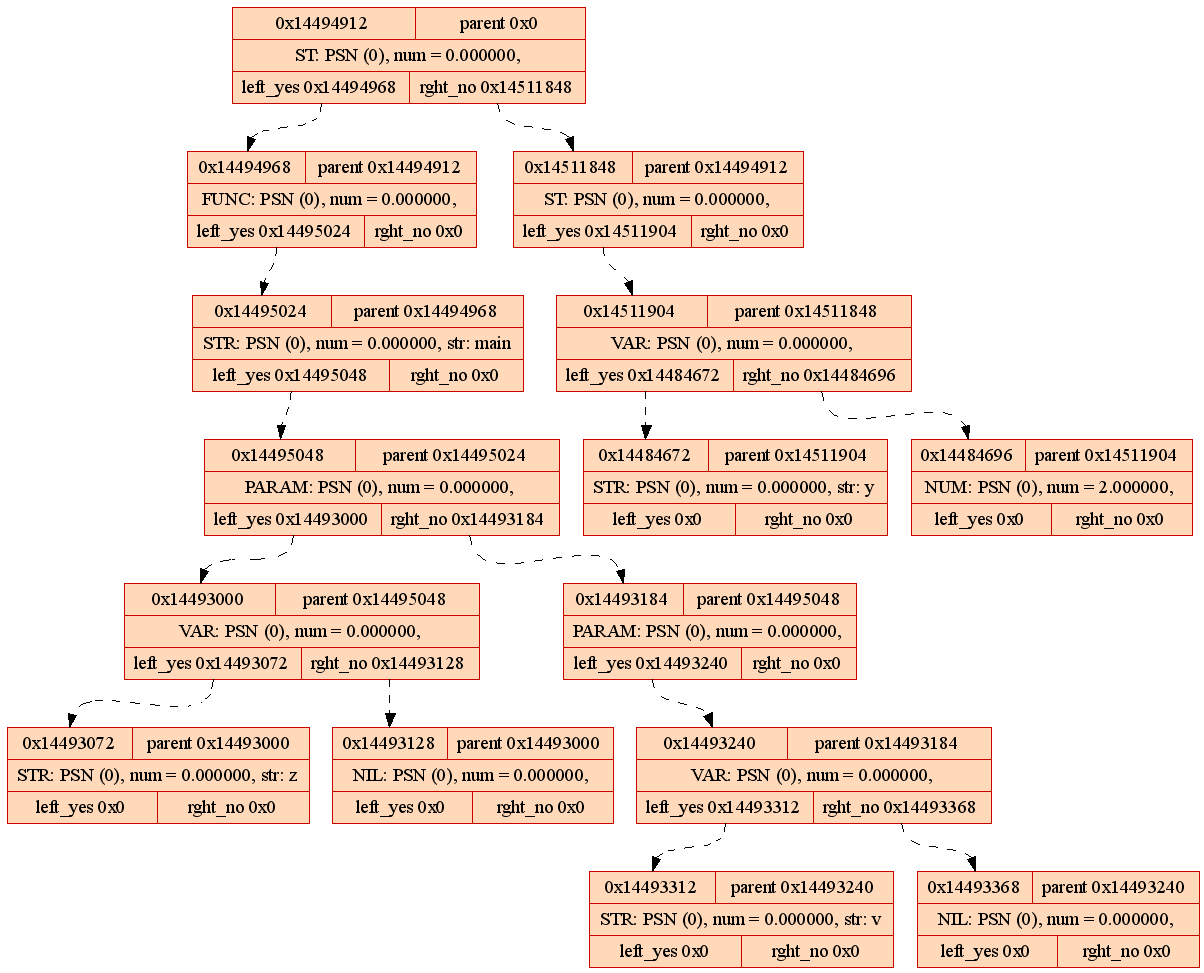 0x14494912 parent 0x0
ST: PSN (0), num = 0.000000,
left_yes 0x14494968 rght_no 0x14511848
0x14494968 parent 0x14494912
FUNC: PSN (0), num = 0.000000,
left_yes 0x14495024 rght_no 0x0
0x14511848 parent 0x14494912
ST: PSN (0), num = 0.000000,
left_yes 0x14511904 rght_no 0x0
0x14495024 parent 0x14494968
STR: PSN (0), num = 0.000000, str: main
left_yes 0x14495048 rght_no 0x0
0x14511904 parent 0x14511848
VAR: PSN (0), num = 0.000000,
left_yes 0x14484672 rght_no 0x14484696
0x14495048 parent 0x14495024
PARAM: PSN (0), num = 0.000000,
left_yes 0x14493000 rght_no 0x14493184
0x14484672 parent 0x14511904
STR: PSN (0), num = 0.000000, str: y
left_yes 0x0 rght_no 0x0
0x14484696 parent 0x14511904
NUM: PSN (0), num = 2.000000,
left_yes 0x0 rght_no 0x0
0x14493000 parent 0x14495048
VAR: PSN (0), num = 0.000000,
left_yes 0x14493072 rght_no 0x14493128
0x14493184 parent 0x14495048
PARAM: PSN (0), num = 0.000000,
left_yes 0x14493240 rght_no 0x0
0x14493072 parent 0x14493000
STR: PSN (0), num = 0.000000, str: z
left_yes 0x0 rght_no 0x0
0x14493128 parent 0x14493000
NIL: PSN (0), num = 0.000000,
left_yes 0x0 rght_no 0x0
0x14493240 parent 0x14493184
VAR: PSN (0), num = 0.000000,
left_yes 0x14493312 rght_no 0x14493368
0x14493312 parent 0x14493240
STR: PSN (0), num = 0.000000, str: v
left_yes 0x0 rght_no 0x0
0x14493368 parent 0x14493240
NIL: PSN (0), num = 0.000000,
left_yes 0x0 rght_no 0x0